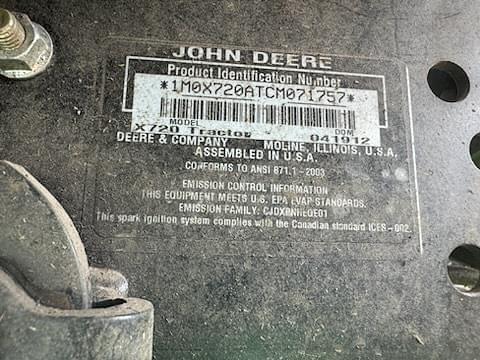 JOHN DEERE
Product Identification Number
*1M0X720ATCM071757*
MODEL DOM
X720 Tractor 041912
DEERE & COMPANY MOLINE, ILLINOIS, U.S.A.
ASSEMBLED IN U.S.A.
CONFORMS TO ANSI B71.1 - 2003
EMISSION CONTROL INFORMATION
THIS EQUIPMENT MEETS U.S. EPA EVAP STANDARDS.
EMISSION FAMILY:
This spark ignition system complies with the Canadian standard ICES - 002.